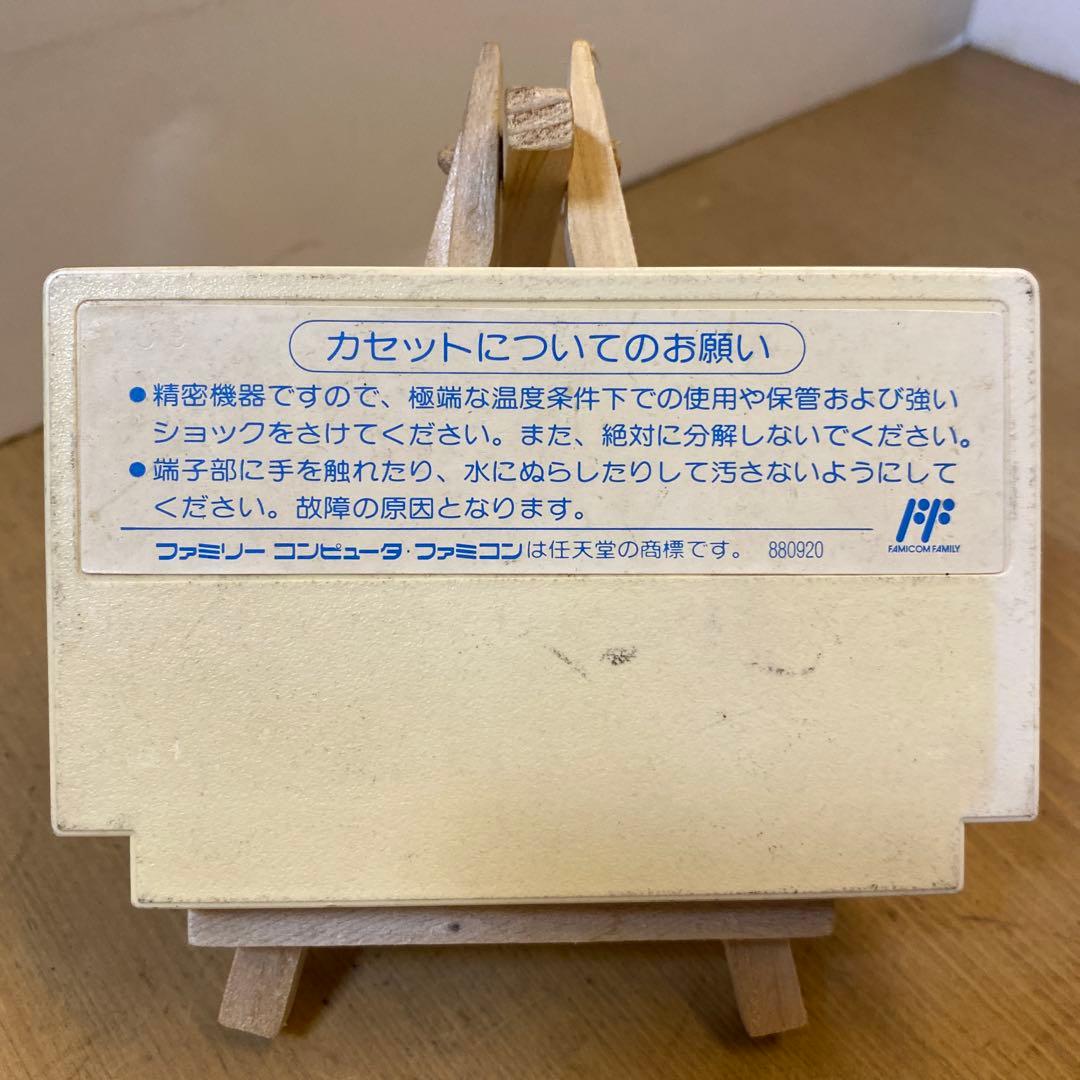 カセットについてのお願い
●精密機器ですので、極端な温度条件下での使用や保管および強い
ショックをさけてください。また、絶対に分解しないでください。
●端子部に手を触れたり、水にぬらしたりして汚さないようにして
ください。故障の原因となります。
FAMICOM FAMILY
ファミリー コンピュータ・ファミコンは任天堂の商標です。 880920